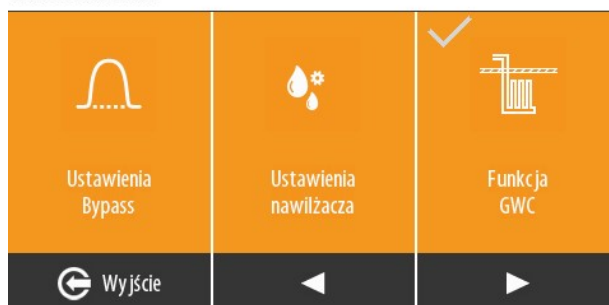 Ustawienia
Bypass
Ustawienia
nawilżacza
Funkcja
GWC
Wyjście